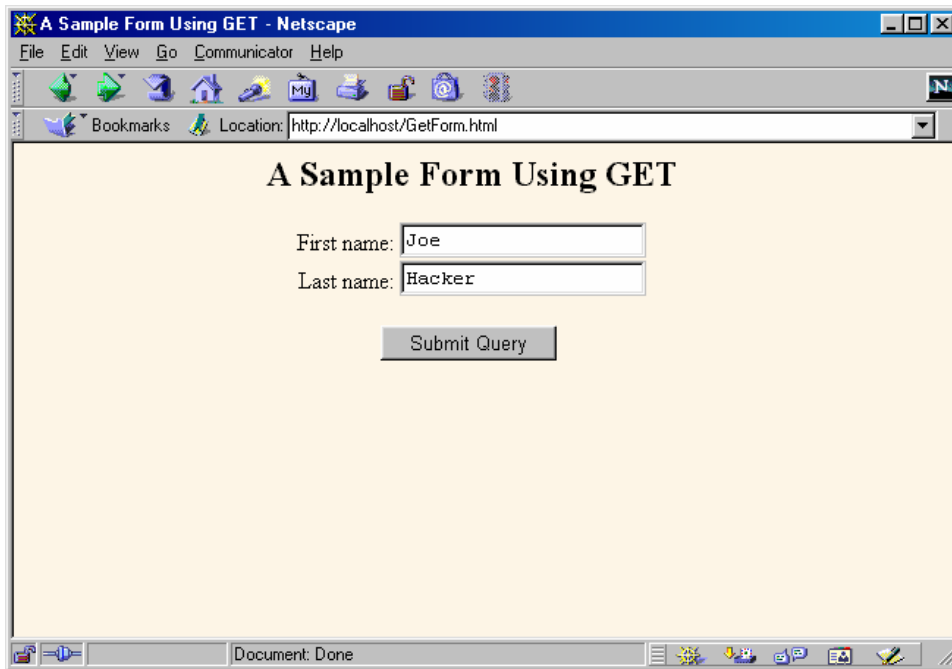 A Sample Form Using GET - Netscape
File Edit View Go Communicator Help
My
N
Bookmarks Location: http://localhost/GetForm.html
A Sample Form Using GET
First name: Joe
Last name: Hacker
Submit Query
Document: Done